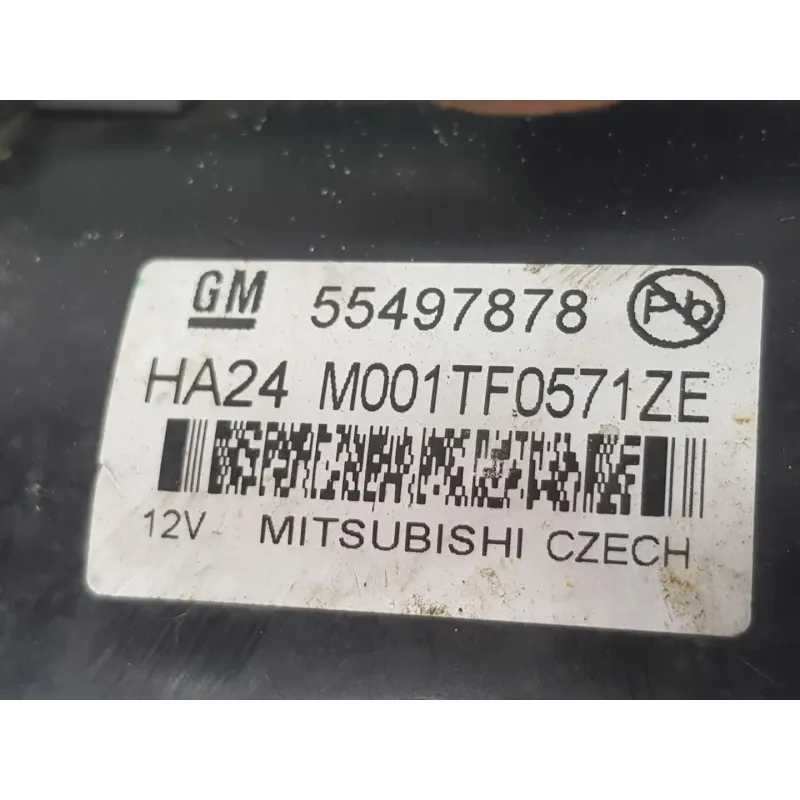 GM 55497878 Pb
HA24 M001TF0571ZE
12V MITSUBISHI CZECH